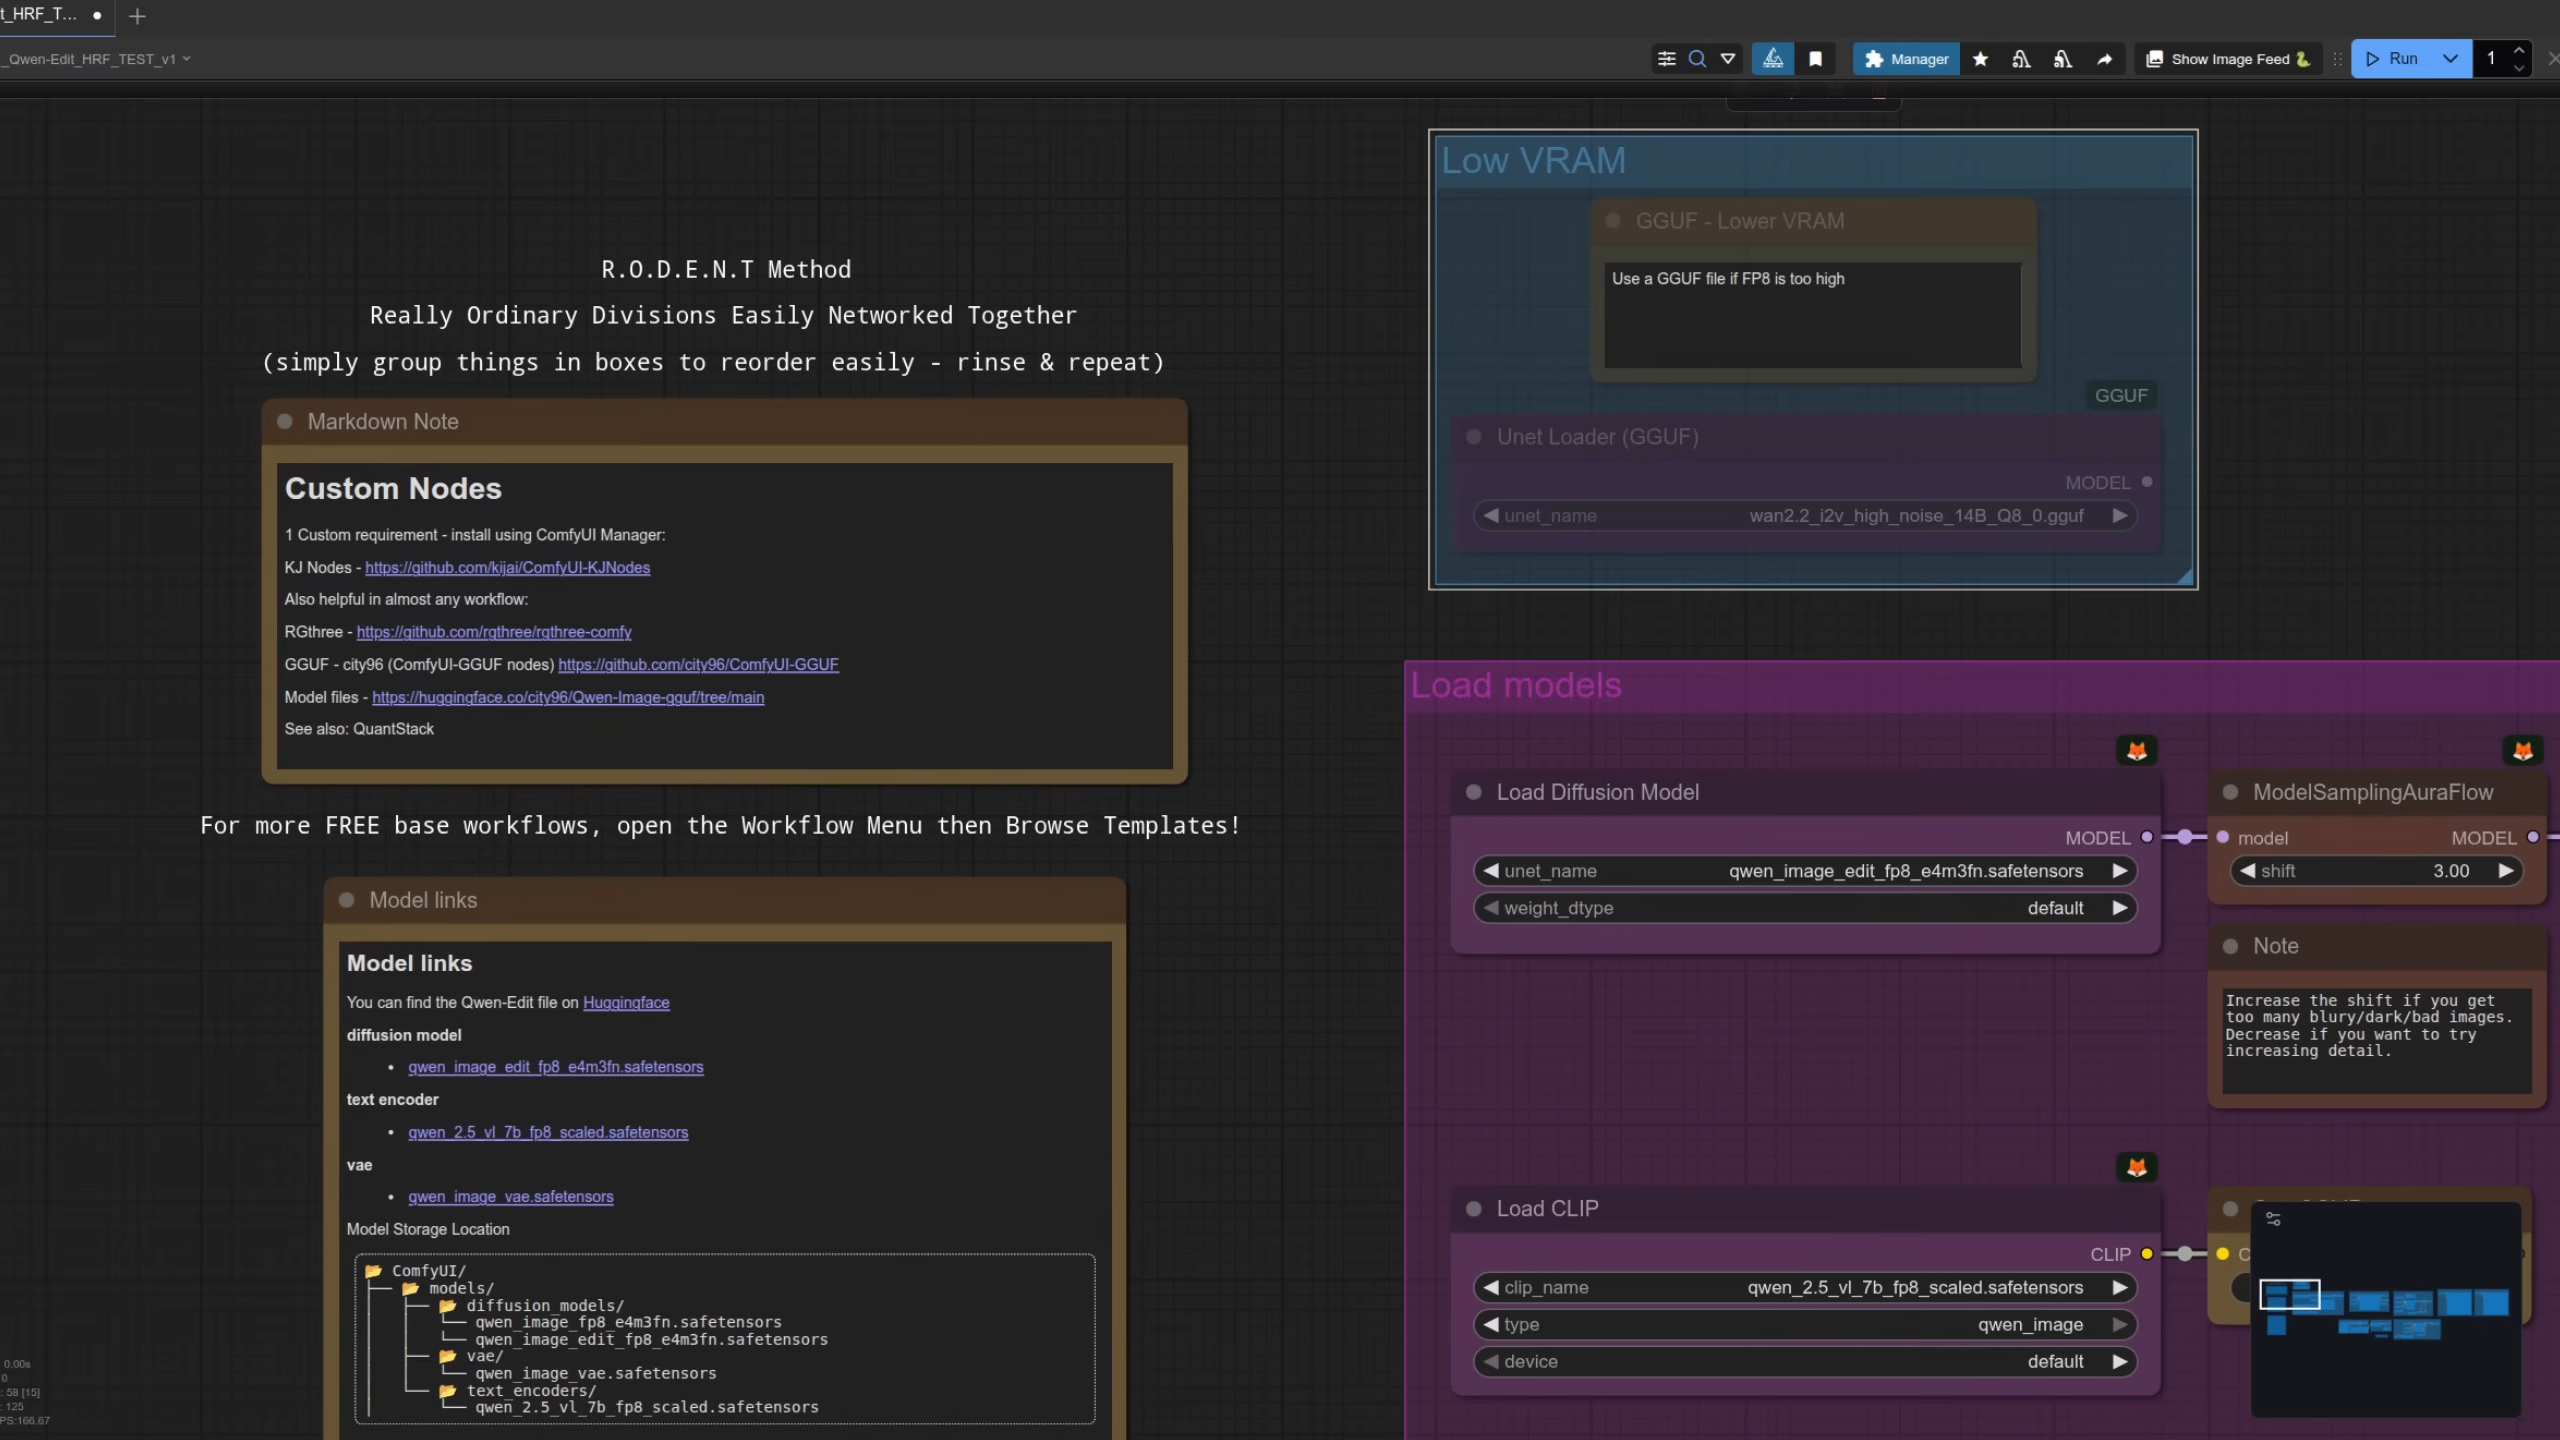 t_HRF_T...
_Qwen-Edit_HRF_TEST_v1
Manager
Show Image Feed
Run
1
R.O.D.E.N.T Method
Really Ordinary Divisions Easily Networked Together
(simply group things in boxes to reorder easily - rinse & repeat)
Markdown Note
Custom Nodes
1 Custom requirement - install using ComfyUI Manager:
KJ Nodes - https://github.com/kijai/ComfyUI-KJNodes
Also helpful in almost any workflow:
RGthree - https://github.com/rgthree/rgthree-comfy
GGUF - city96 (ComfyUI-GGUF nodes) https://github.com/city96/ComfyUI-GGUF
Model files - https://huggingface.co/city96/Qwen-Image-gguf/tree/main
See also: QuantStack
For more FREE base workflows, open the Workflow Menu then Browse Templates!
Model links
Model links
You can find the Qwen-Edit file on Huggingface
diffusion model
• qwen_image_edit_fp8_e4m3fn.safetensors
text encoder
• qwen_2.5_vl_7b_fp8_scaled.safetensors
vae
• qwen_image_vae.safetensors
Model Storage Location
ComfyUI/
models/
diffusion_models/
qwen_image_fp8_e4m3fn.safetensors
qwen_image_edit_fp8_e4m3fn.safetensors
vae/
qwen_image_vae.safetensors
text_encoders/
qwen_2.5_vl_7b_fp8_scaled.safetensors
0.00s
0
: 58 [15]
: 125
PS:166.67
Low VRAM
GGUF - Lower VRAM
Use a GGUF file if FP8 is too high
GGUF
Unet Loader (GGUF)
MODEL
unet_name wan2.2_i2v_high_noise_14B_Q8_0.gguf
Load models
Load Diffusion Model
MODEL
unet_name qwen_image_edit_fp8_e4m3fn.safetensors
weight_dtype default
ModelSamplingAuraFlow
model MODEL
shift 3.00
Note
Increase the shift if you get
too many blury/dark/bad images.
Decrease if you want to try
increasing detail.
Load CLIP
CLIP
clip_name qwen_2.5_vl_7b_fp8_scaled.safetensors
type qwen_image
device default
C